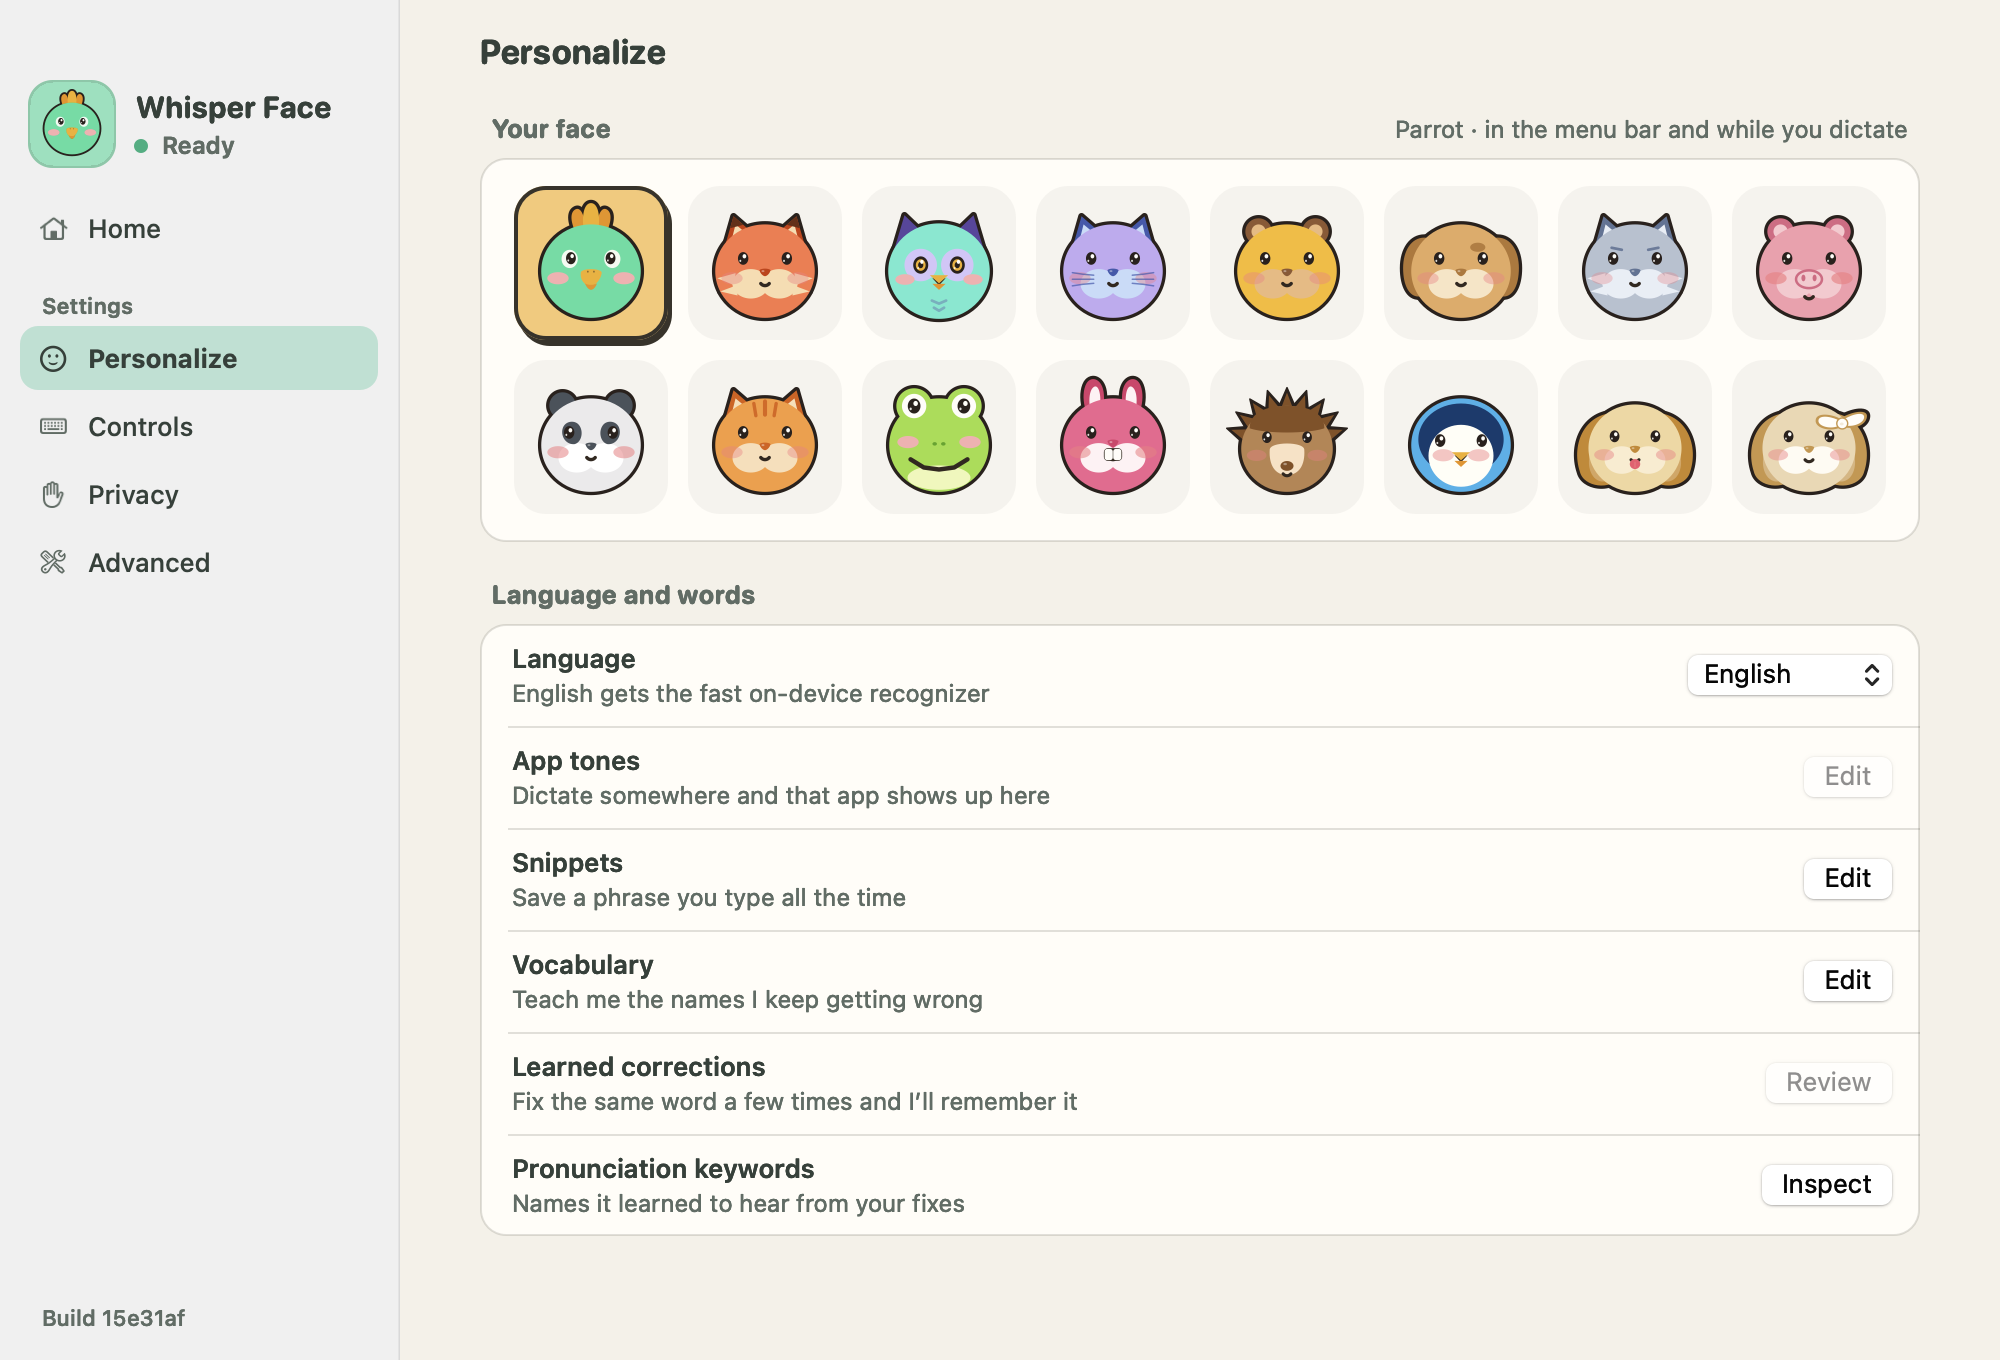 Whisper Face
Ready
Home
Settings
Personalize
Controls
Privacy
Advanced
Build 15e31af
Personalize
Your face
Parrot · in the menu bar and while you dictate
Language and words
Language
English gets the fast on-device recognizer
English
App tones
Dictate somewhere and that app shows up here
Edit
Snippets
Save a phrase you type all the time
Edit
Vocabulary
Teach me the names I keep getting wrong
Edit
Learned corrections
Fix the same word a few times and I’ll remember it
Review
Pronunciation keywords
Names it learned to hear from your fixes
Inspect